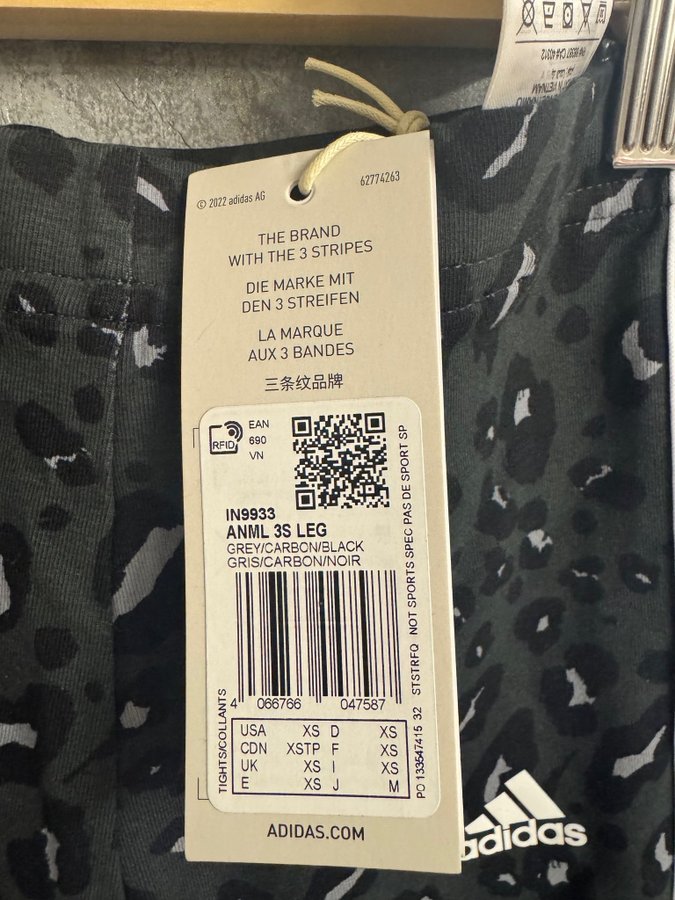 © 2022 adidas AG
62774263
THE BRAND
WITH THE 3 STRIPES
DIE MARKE MIT
DEN 3 STREIFEN
LA MARQUE
AUX 3 BANDES
三条纹品牌
RFID
EAN
690
VN
IN9933
ANML 3S LEG
GREY/CARBON/BLACK
GRIS/CARBON/NOIR
4 066766 047587
TIGHTS/COLLANTS
USA XS D XS
CDN XSTP F XS
UK XS I XS
E XS J M
PO 133547415 32 STSTRFQ NOT SPORTS SPEC PAS DE SPORT SP
ADIDAS.COM
adidas